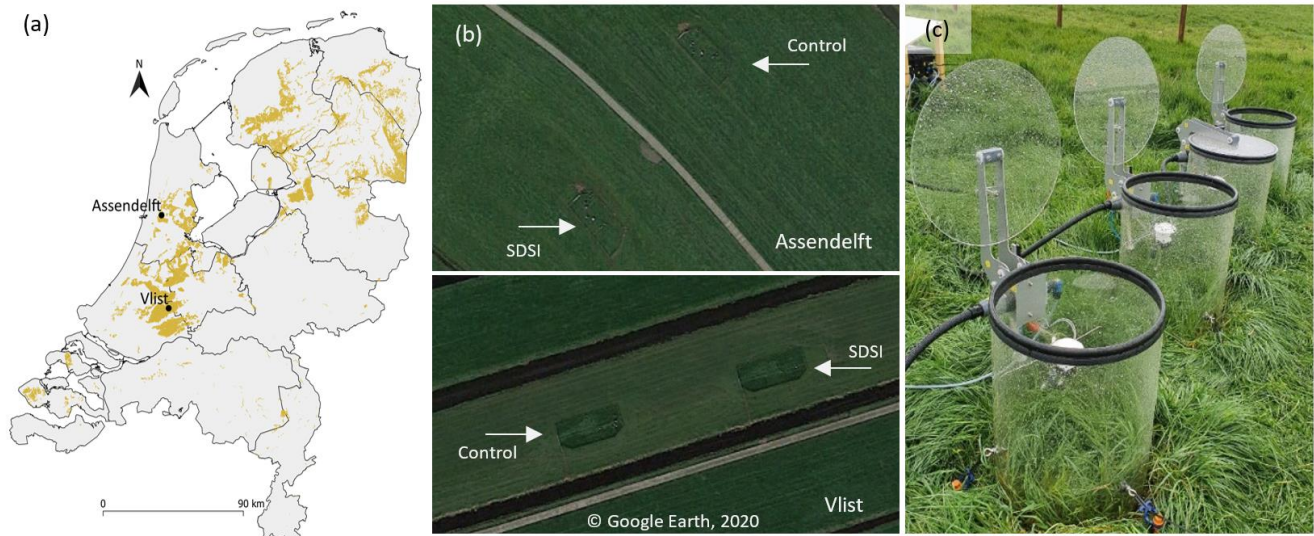 (a)
N
Assendelft
Vlist
0
90 km
(b)
Control
SDSI
Assendelft
SDSI
Control
Vlist
© Google Earth, 2020
(c)